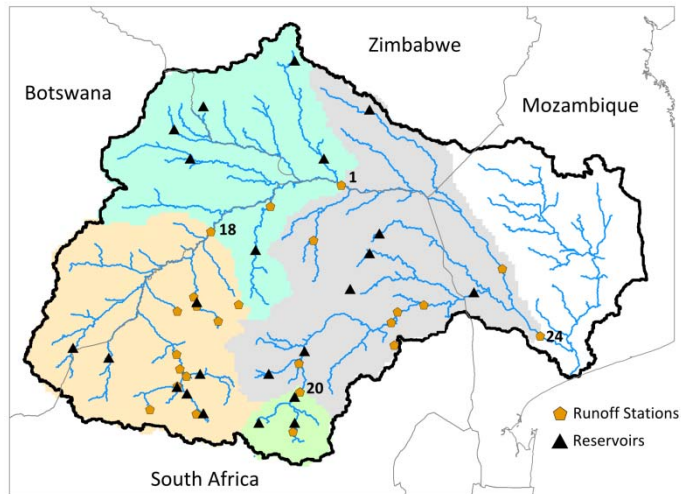 Zimbabwe
Botswana
Mozambique
1
18
24
20
Runoff Stations
Reservoirs
South Africa